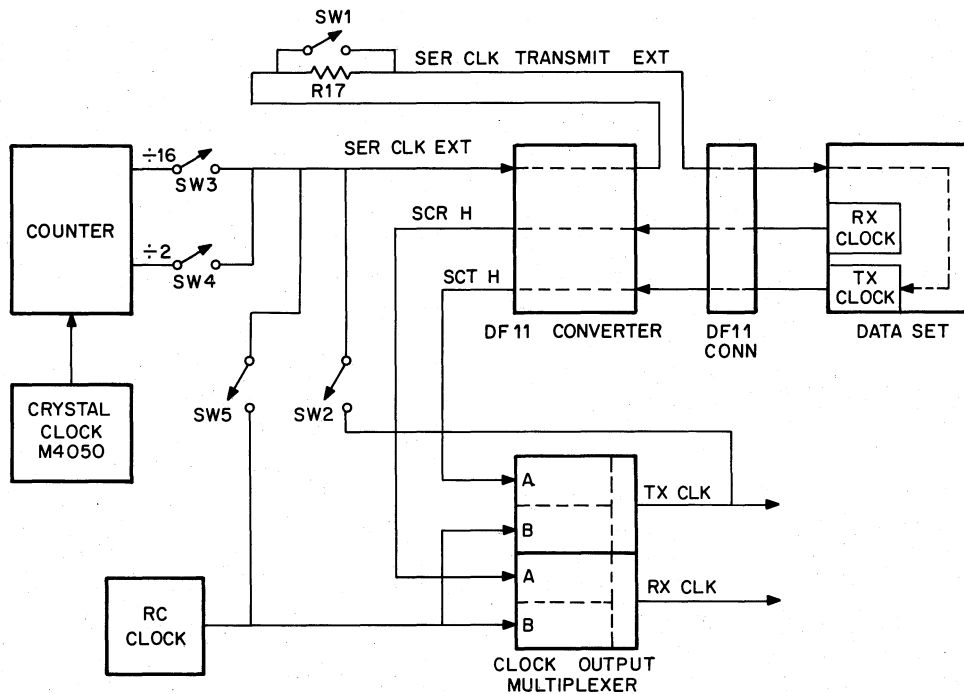 SW1
SER CLK TRANSMIT EXT
R17
÷16
SER CLK EXT
SW3
COUNTER
SCR H
RX
CLOCK
÷2
SW4
SCT H
TX
CLOCK
DF11 CONVERTER
DF11
CONN
DATA SET
CRYSTAL
CLOCK
M4050
SW5
SW2
A
TX CLK
B
A
RX CLK
B
RC
CLOCK
CLOCK OUTPUT
MULTIPLEXER